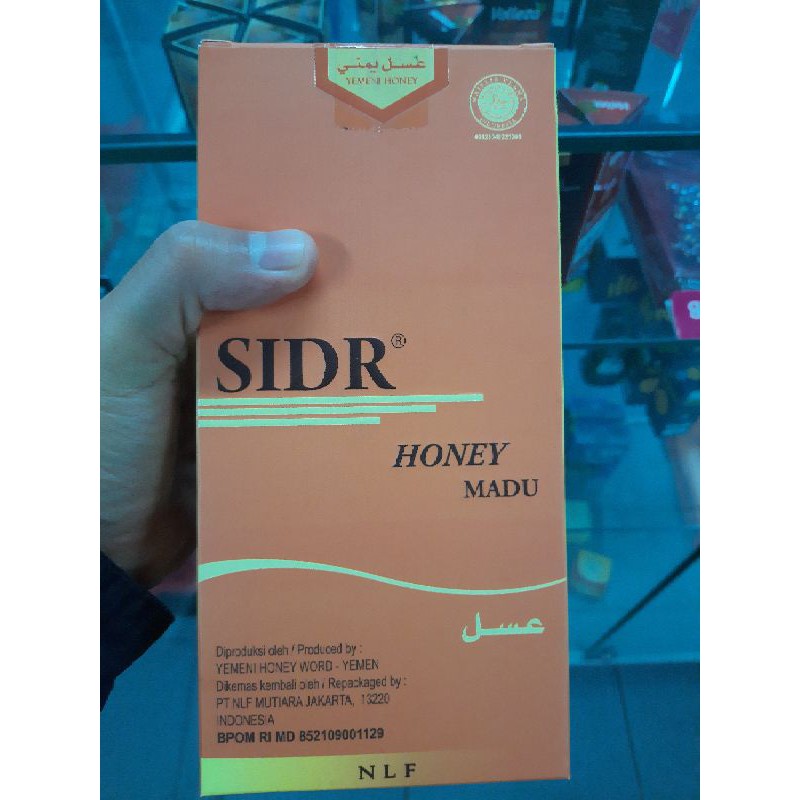 عسل يمني
YEMENI HONEY
SIDR®
HONEY
MADU
عسل
Diproduksi oleh / Produced by :
YEMENI HONEY WORD - YEMEN
Dikemas kembali oleh / Repackaged by :
PT NLF MUTIARA JAKARTA, 13220
INDONESIA
BPOM RI MD 852109001129
NLF